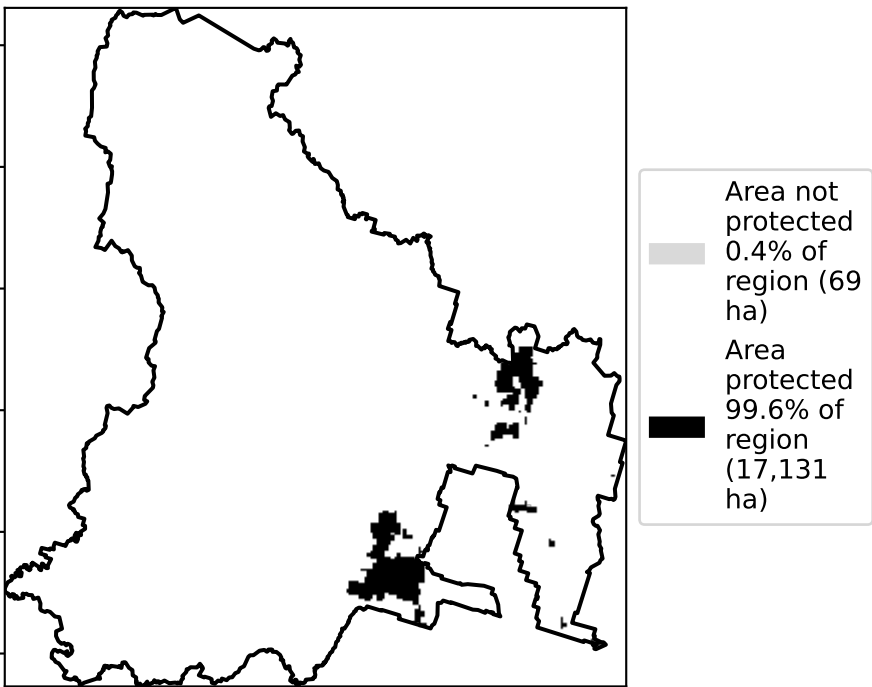 Area not
protected
0.4% of
region (69
ha)
Area
protected
99.6% of
region
(17,131
ha)